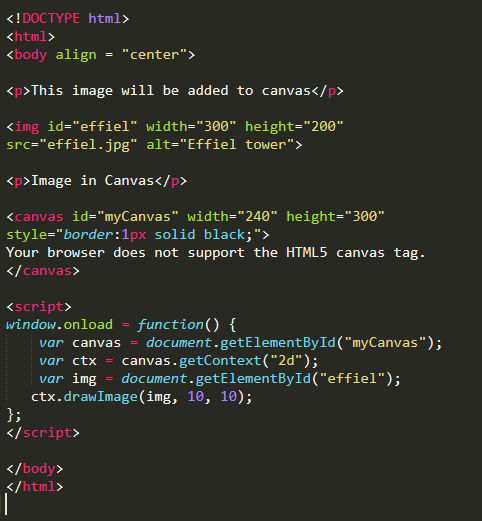 <!DOCTYPE html>
<html>
<body align = "center">
<p>This image will be added to canvas</p>
<img id="effiel" width="300" height="200"
src="effiel.jpg" alt="Effiel tower">
<p>Image in Canvas</p>
<canvas id="myCanvas" width="240" height="300"
style="border:1px solid black;">
Your browser does not support the HTML5 canvas tag.
</canvas>
<script>
window.onload = function() {
    var canvas = document.getElementById("myCanvas");
    var ctx = canvas.getContext("2d");
    var img = document.getElementById("effiel");
   ctx.drawImage(img, 10, 10);
};
</script>
</body>
</html>